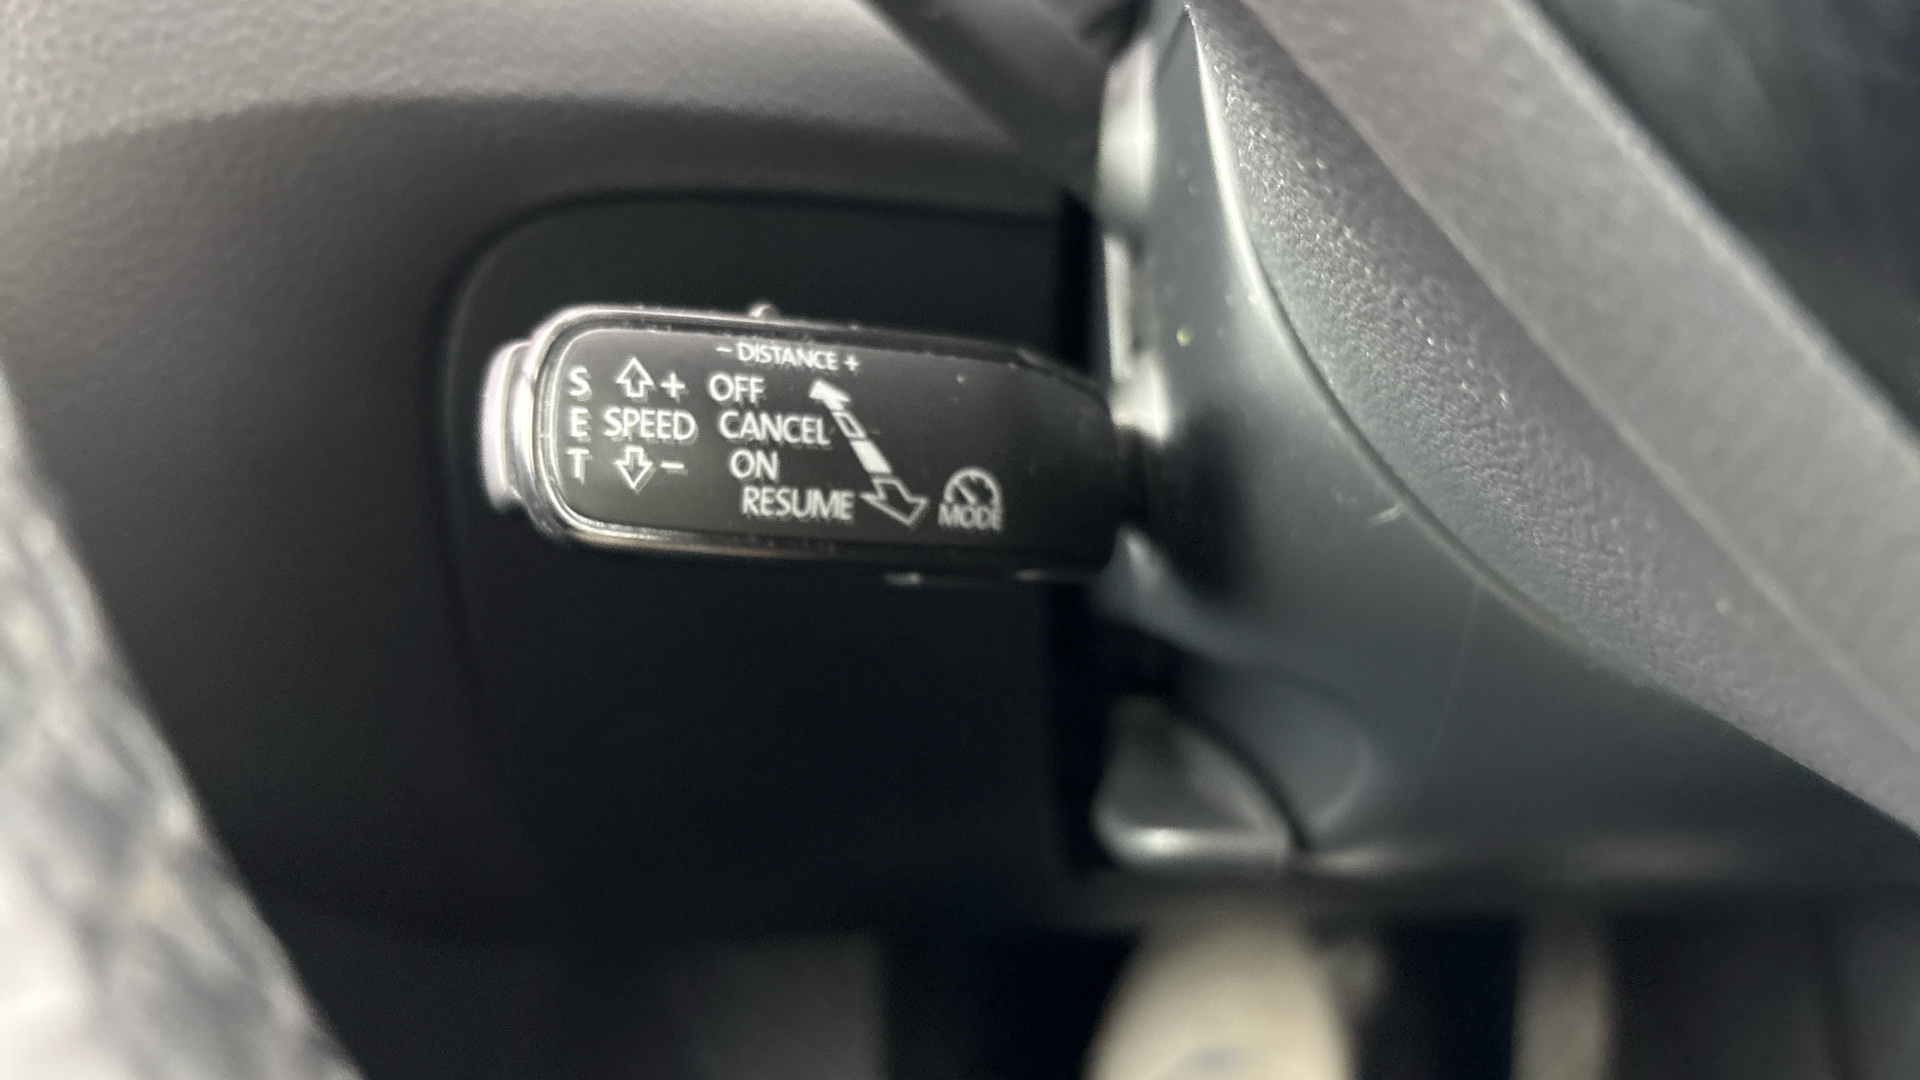 - DISTANCE +
S + OFF
E SPEED CANCEL
T - ON
RESUME
MODE